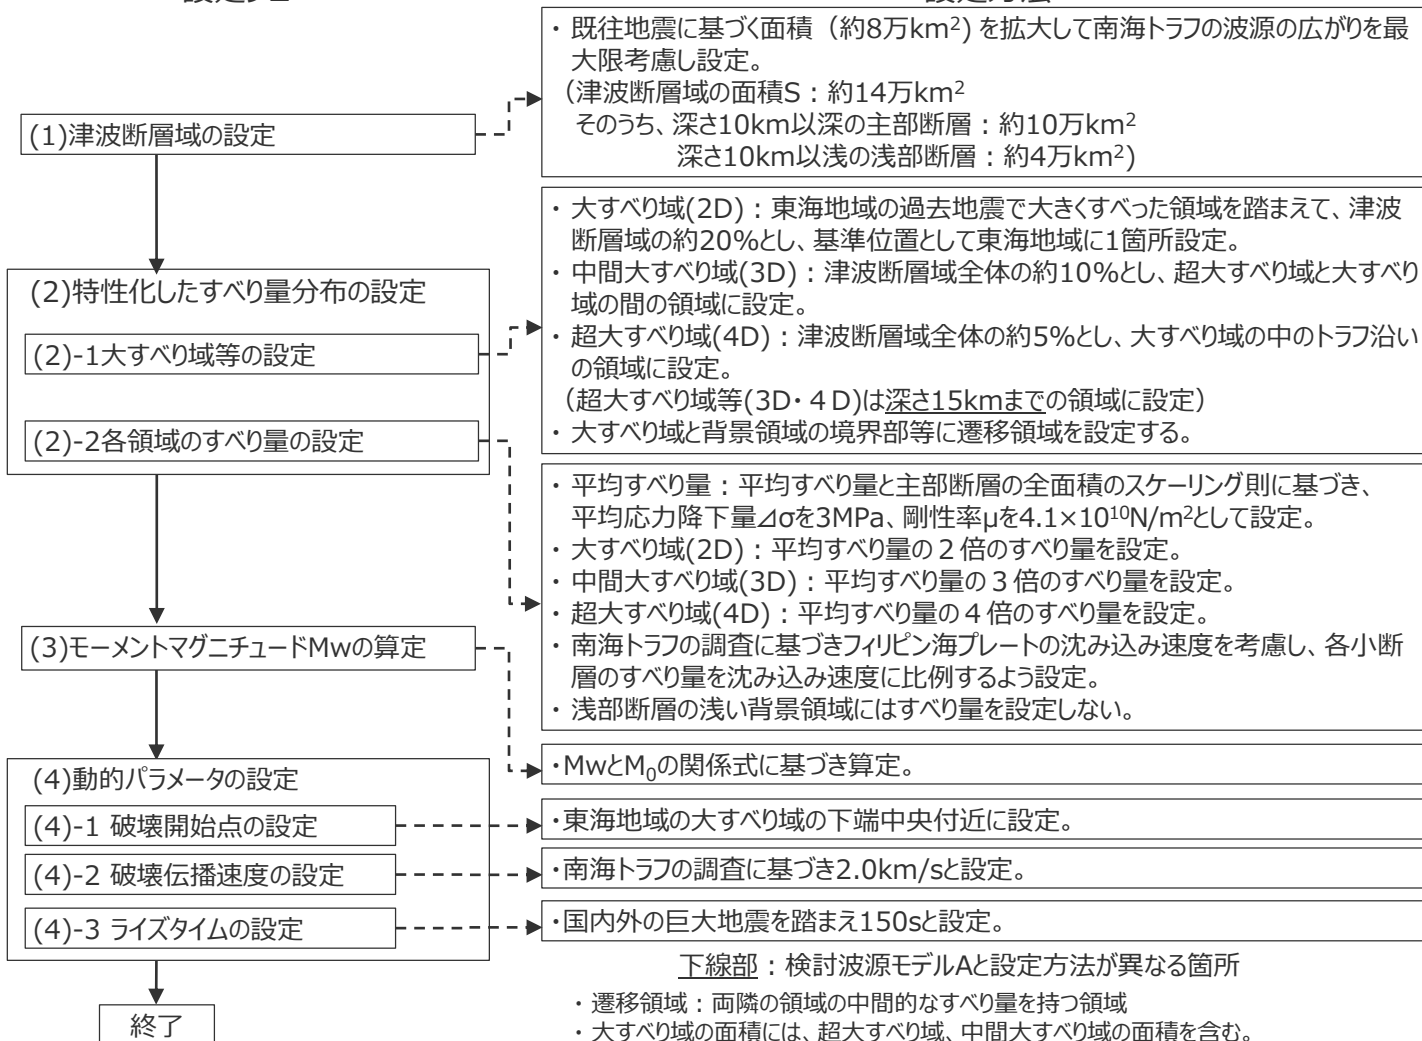 ・ 既往地震に基づく面積（約8万km²) を拡大して南海トラフの波源の広がりを最
大限考慮し設定。
（津波断層域の面積S：約14万km²
そのうち、深さ10km以深の主部断層：約10万km²
深さ10km以浅の浅部断層：約4万km²)
(1)津波断層域の設定
・ 大すべり域(2D)：東海地域の過去地震で大きくすべった領域を踏まえて、津波
断層域の約20%とし、基準位置として東海地域に1箇所設定。
・ 中間大すべり域(3D)：津波断層域全体の約10%とし、超大すべり域と大すべり
域の間の領域に設定。
・ 超大すべり域(4D)：津波断層域全体の約5%とし、大すべり域の中のトラフ沿い
の領域に設定。
（超大すべり域等(3D・４D)は深さ15kmまでの領域に設定）
・ 大すべり域と背景領域の境界部等に遷移領域を設定する。
(2)特性化したすべり量分布の設定
(2)-1大すべり域等の設定
(2)-2各領域のすべり量の設定
・ 平均すべり量：平均すべり量と主部断層の全面積のスケーリング則に基づき、
平均応力降下量⊿σを3MPa、剛性率μを4.1×10¹⁰N/m²として設定。
・ 大すべり域(2D)：平均すべり量の２倍のすべり量を設定。
・ 中間大すべり域(3D)：平均すべり量の３倍のすべり量を設定。
・ 超大すべり域(4D)：平均すべり量の４倍のすべり量を設定。
・ 南海トラフの調査に基づきフィリピン海プレートの沈み込み速度を考慮し、各小断
層のすべり量を沈み込み速度に比例するよう設定。
・ 浅部断層の浅い背景領域にはすべり量を設定しない。
(3)モーメントマグニチュードMwの算定
・MwとM₀の関係式に基づき算定。
(4)動的パラメータの設定
(4)-1 破壊開始点の設定
・東海地域の大すべり域の下端中央付近に設定。
(4)-2 破壊伝播速度の設定
・南海トラフの調査に基づき2.0km/sと設定。
(4)-3 ライズタイムの設定
・国内外の巨大地震を踏まえ150sと設定。
終了
下線部：検討波源モデルAと設定方法が異なる箇所
・ 遷移領域：両隣の領域の中間的なすべり量を持つ領域
・ 大すべり域の面積には、超大すべり域、中間大すべり域の面積を含む。